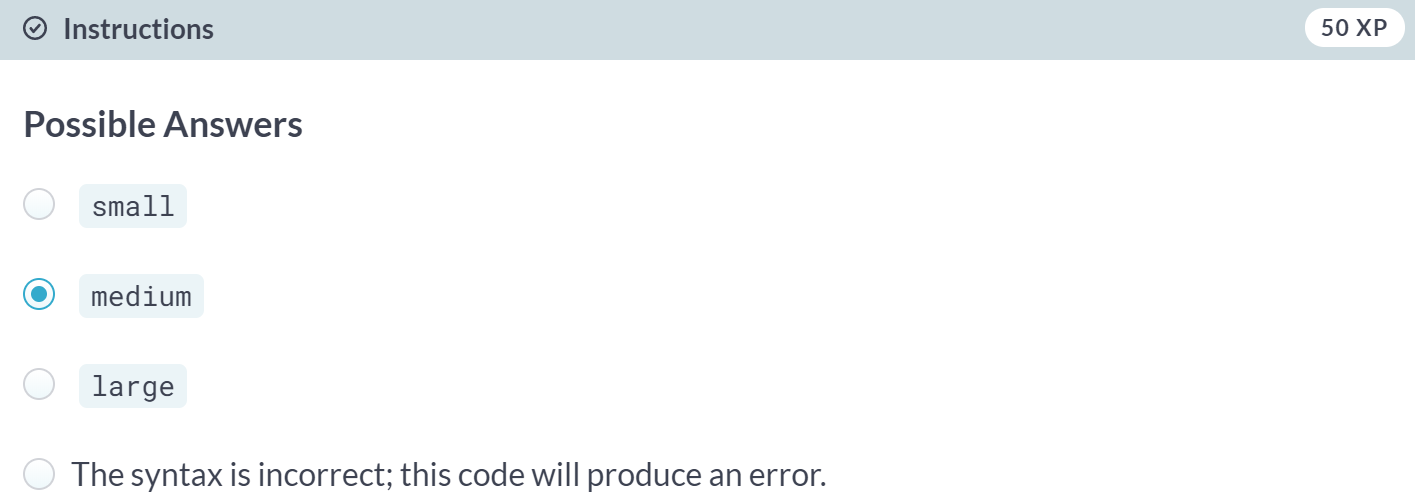 Instructions
50 XP
Possible Answers
small
medium
large
The syntax is incorrect; this code will produce an error.